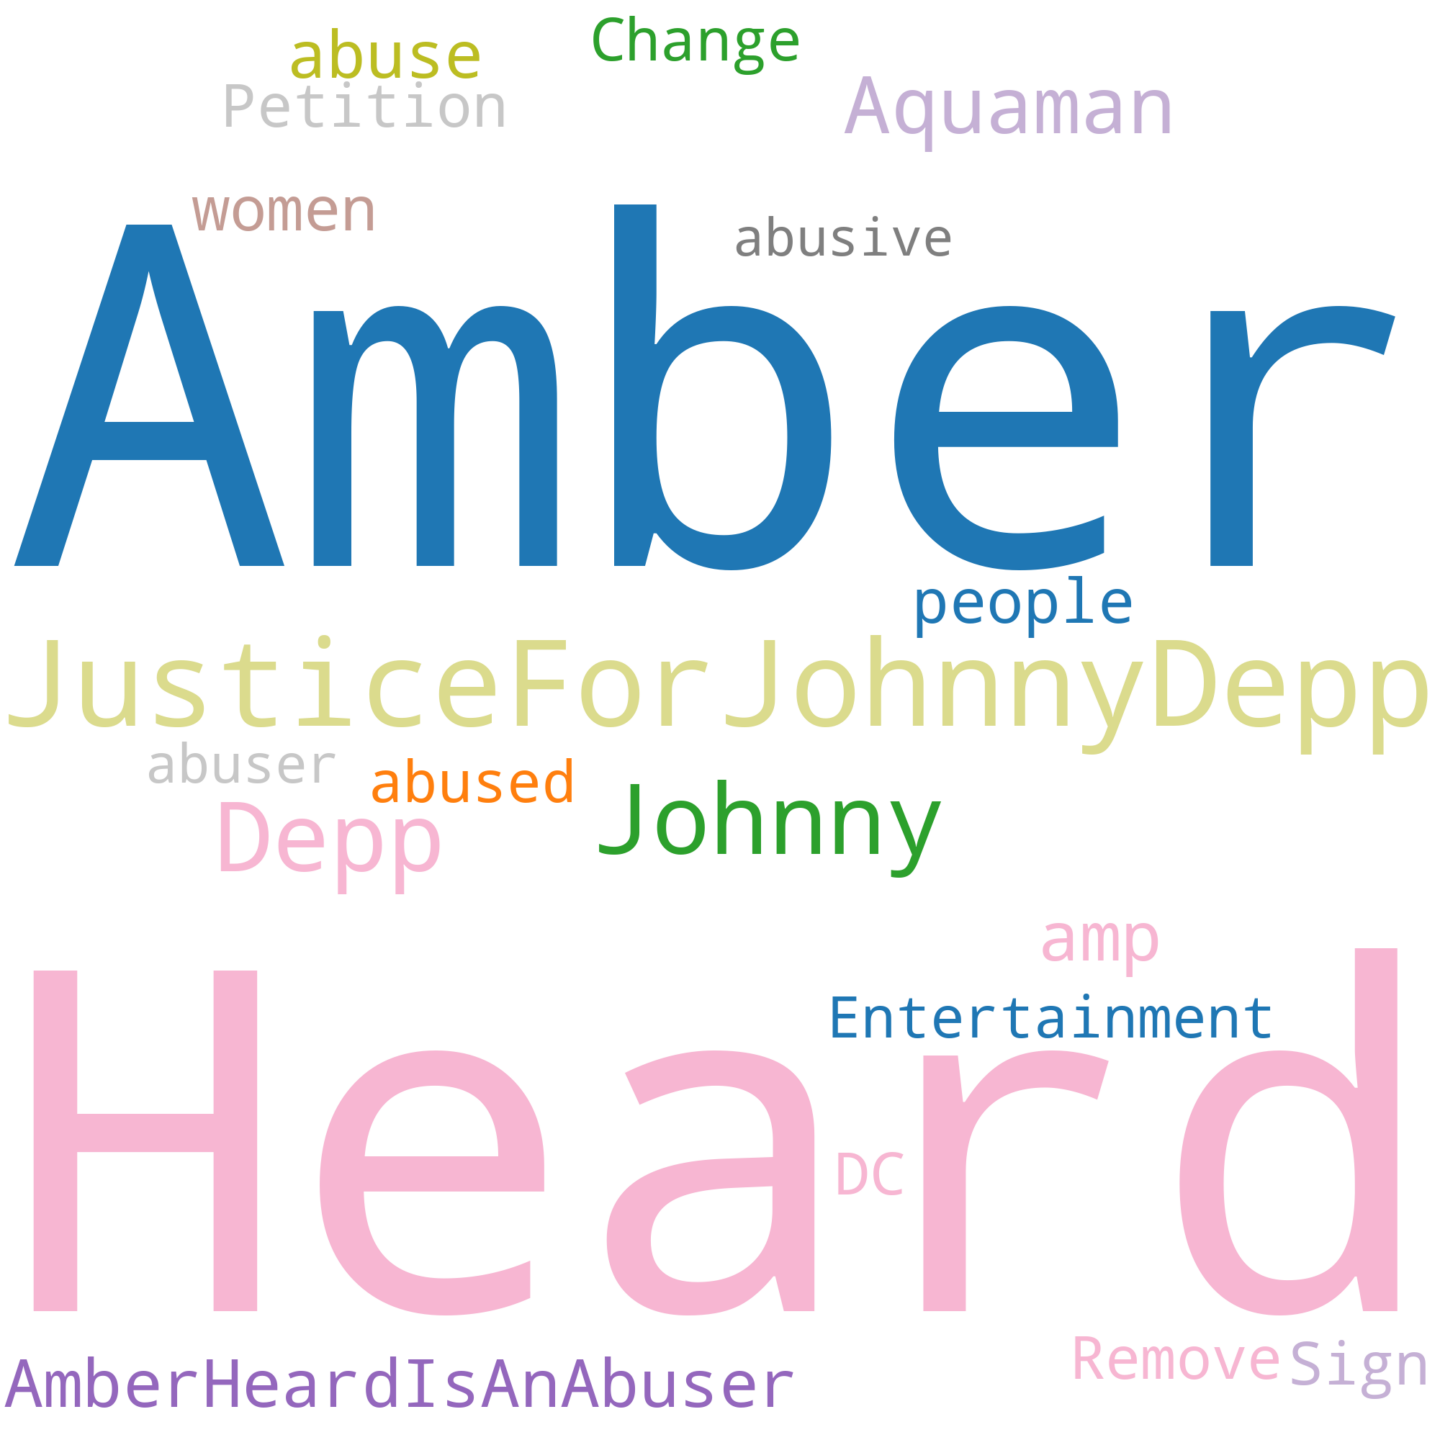 Change
abuse
Petition
Aquaman
women
abusive
Amber
people
JusticeForJohnnyDepp
abuser
abused
Depp
Johnny
amp
Entertainment
Heard
DC
Remove
Sign
AmberHeardIsAnAbuser